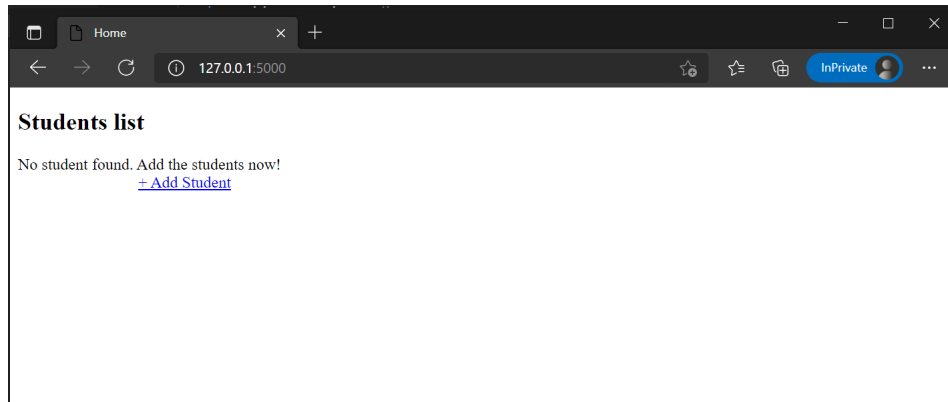 Home
127.0.0.1:5000
InPrivate
Students list
No student found. Add the students now!
+ Add Student